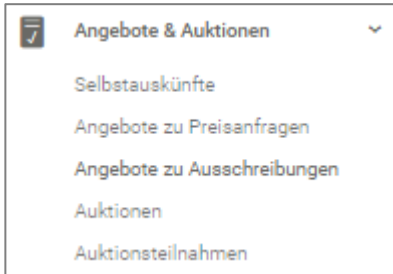 Angebote & Auktionen
Selbstauskünfte
Angebote zu Preisanfragen
Angebote zu Ausschreibungen
Auktionen
Auktionsteilnahmen